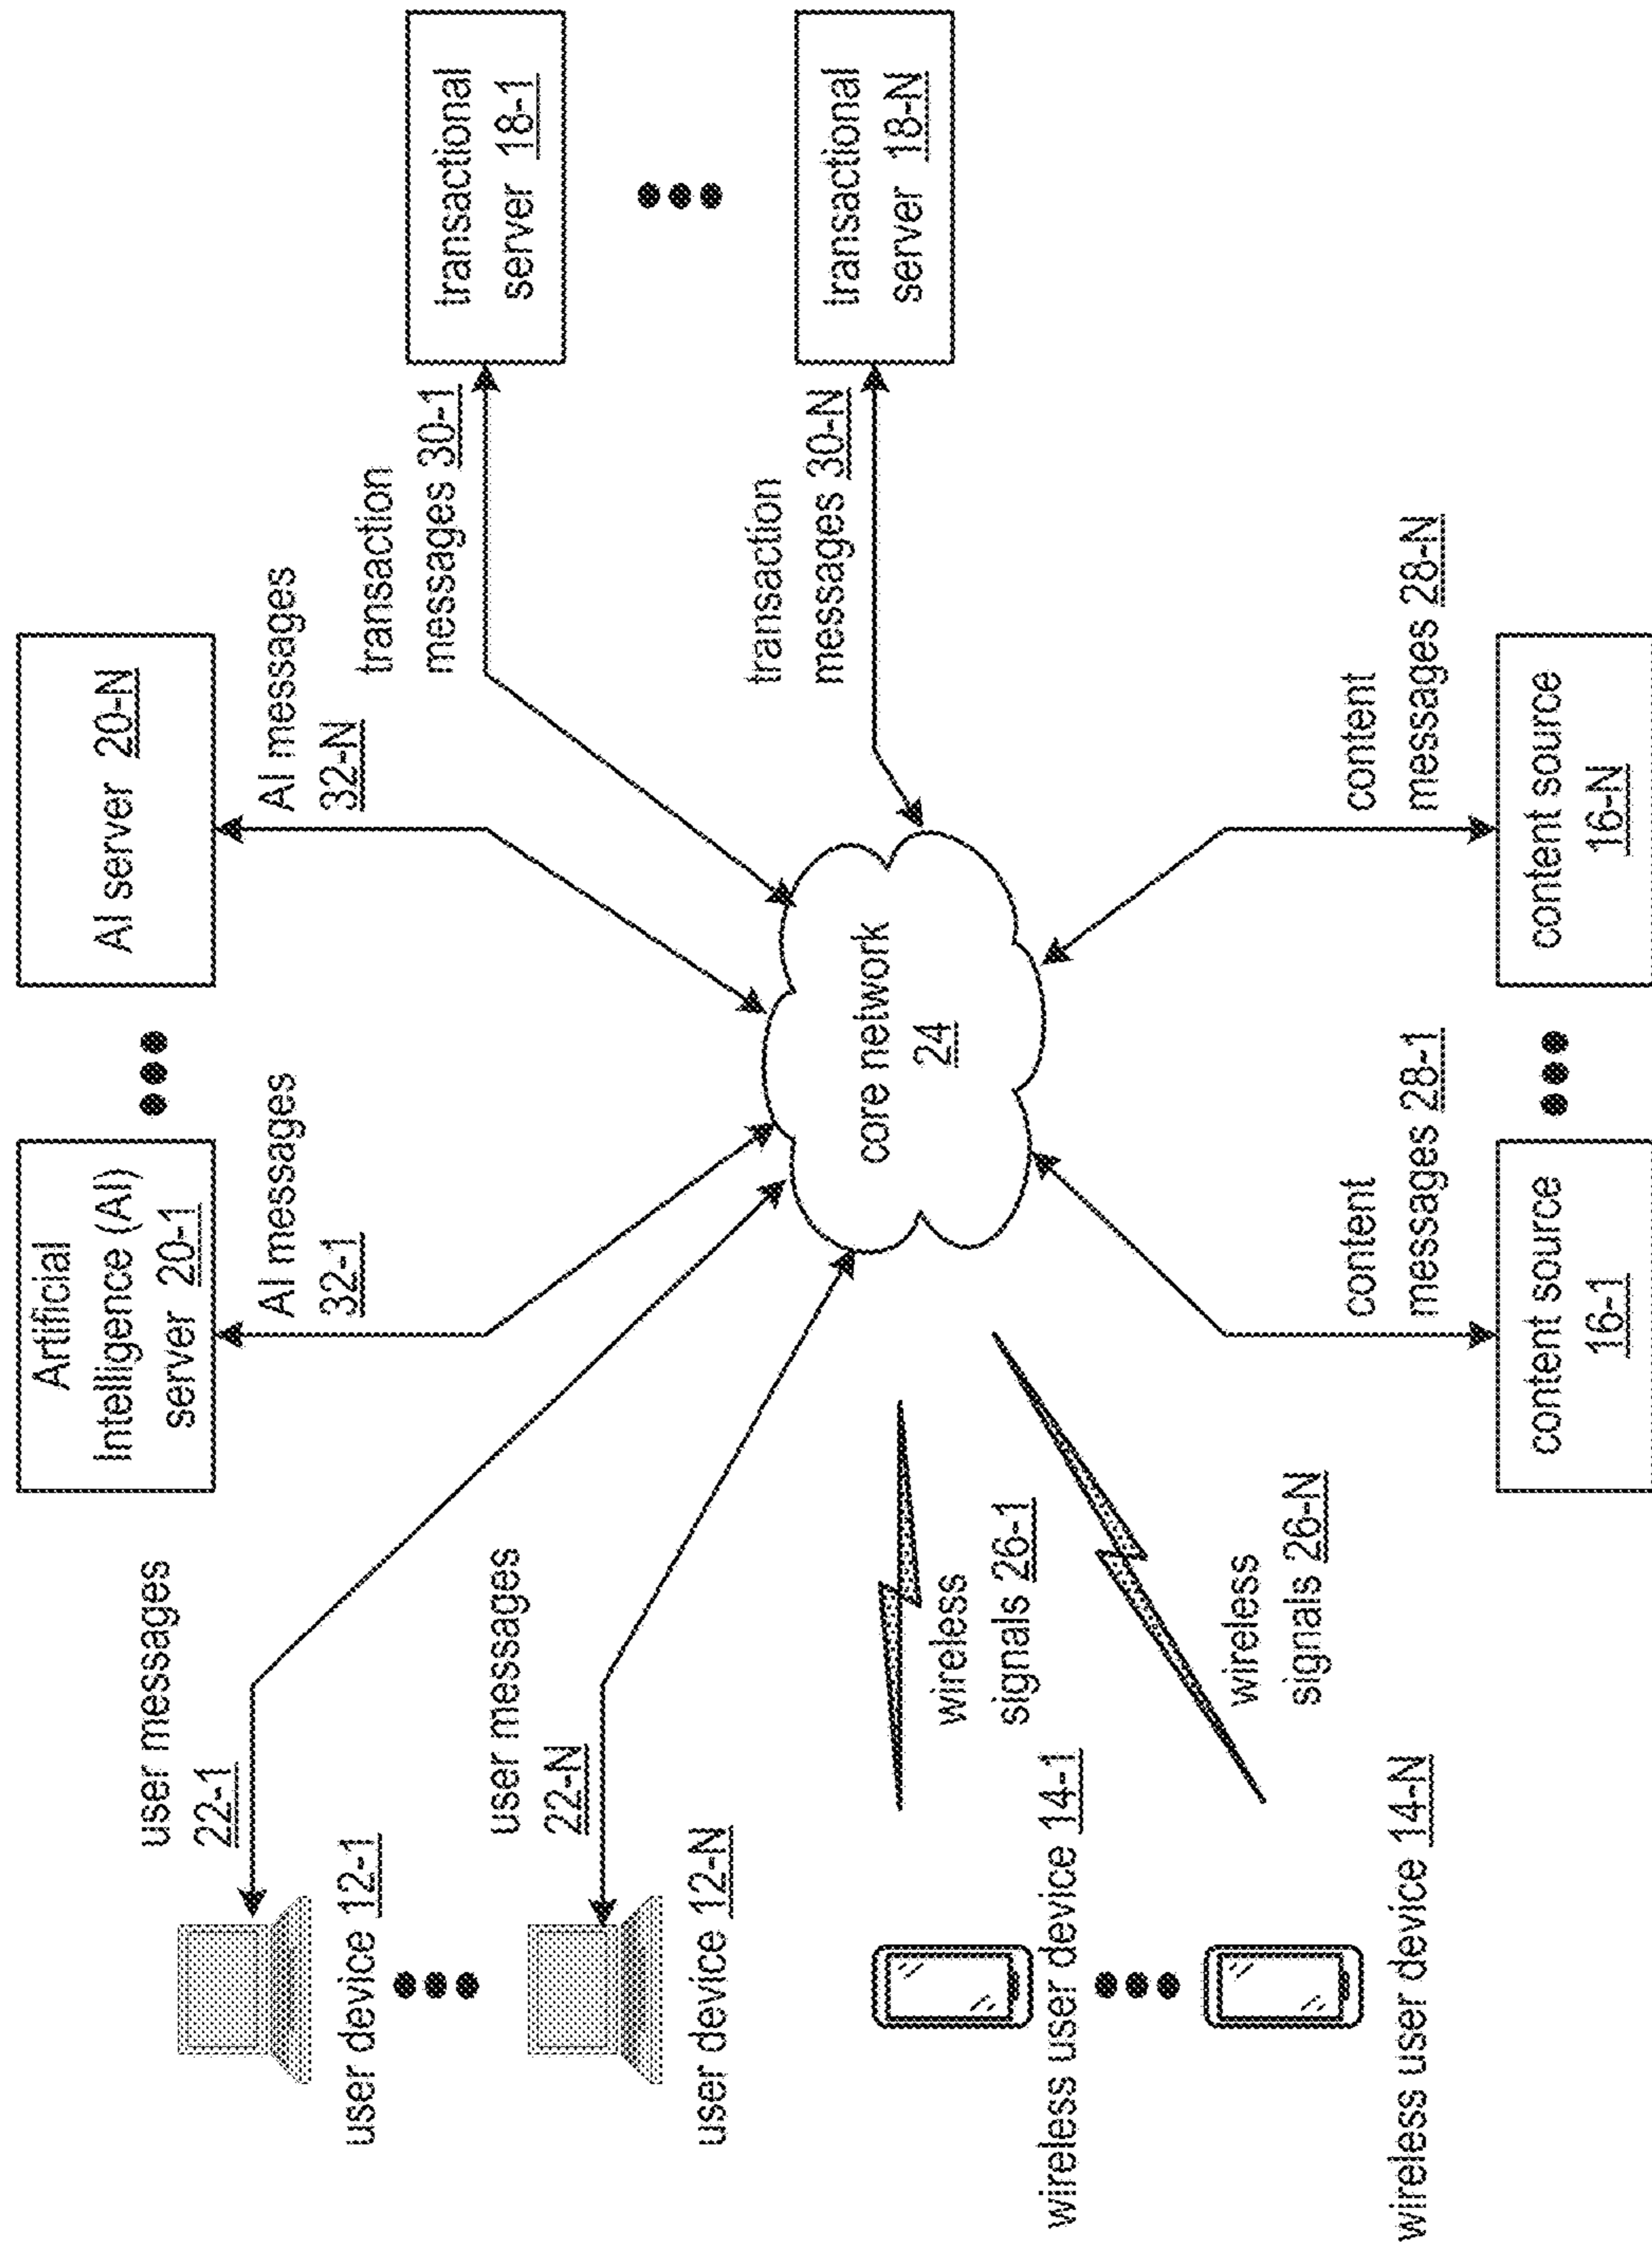 Artificial
Intelligence (AI)
server 20-1
AI server 20-N
AI messages
32-1
AI messages
32-N
user messages
22-1
user device 12-1
user messages
22-N
user device 12-N
transaction
messages 30-1
transactional
server 18-1
transaction
messages 30-N
transactional
server 18-N
core network
24
wireless
signals 26-1
wireless user device 14-1
wireless
signals 26-N
wireless user device 14-N
content
messages 28-1
content
messages 28-N
content source
16-1
content source
16-N